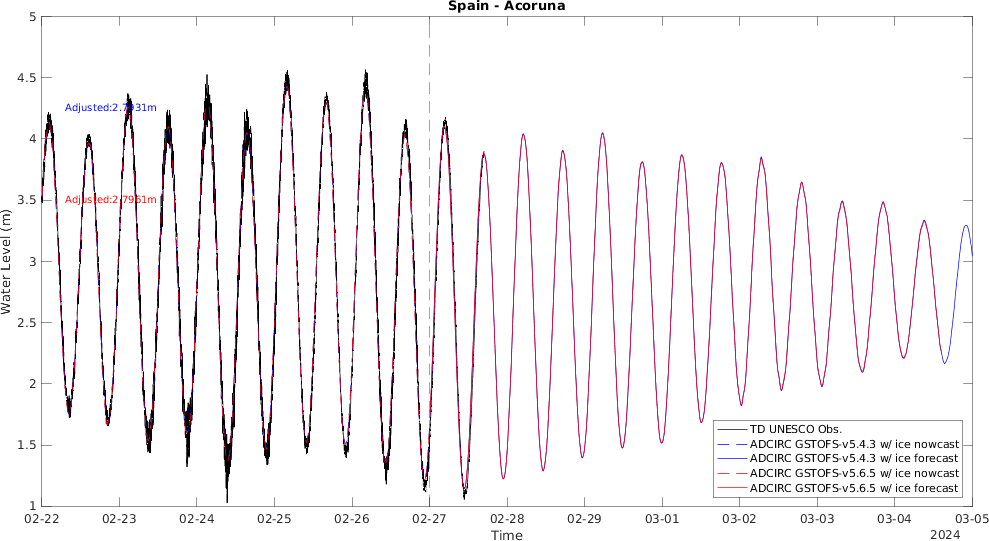 Spain - Acoruna
5
4.5
4
3.5
3
2.5
2
1.5
1
Water Level (m)
Adjusted:2.7931m
Adjusted:2.7961m
TD UNESCO Obs.
ADCIRC GSTOFS-v5.4.3 w/ ice nowcast
ADCIRC GSTOFS-v5.4.3 w/ ice forecast
ADCIRC GSTOFS-v5.6.5 w/ ice nowcast
ADCIRC GSTOFS-v5.6.5 w/ ice forecast
02-22 02-23 02-24 02-25 02-26 02-27 02-28 02-29 03-01 03-02 03-03 03-04 03-05
Time
2024